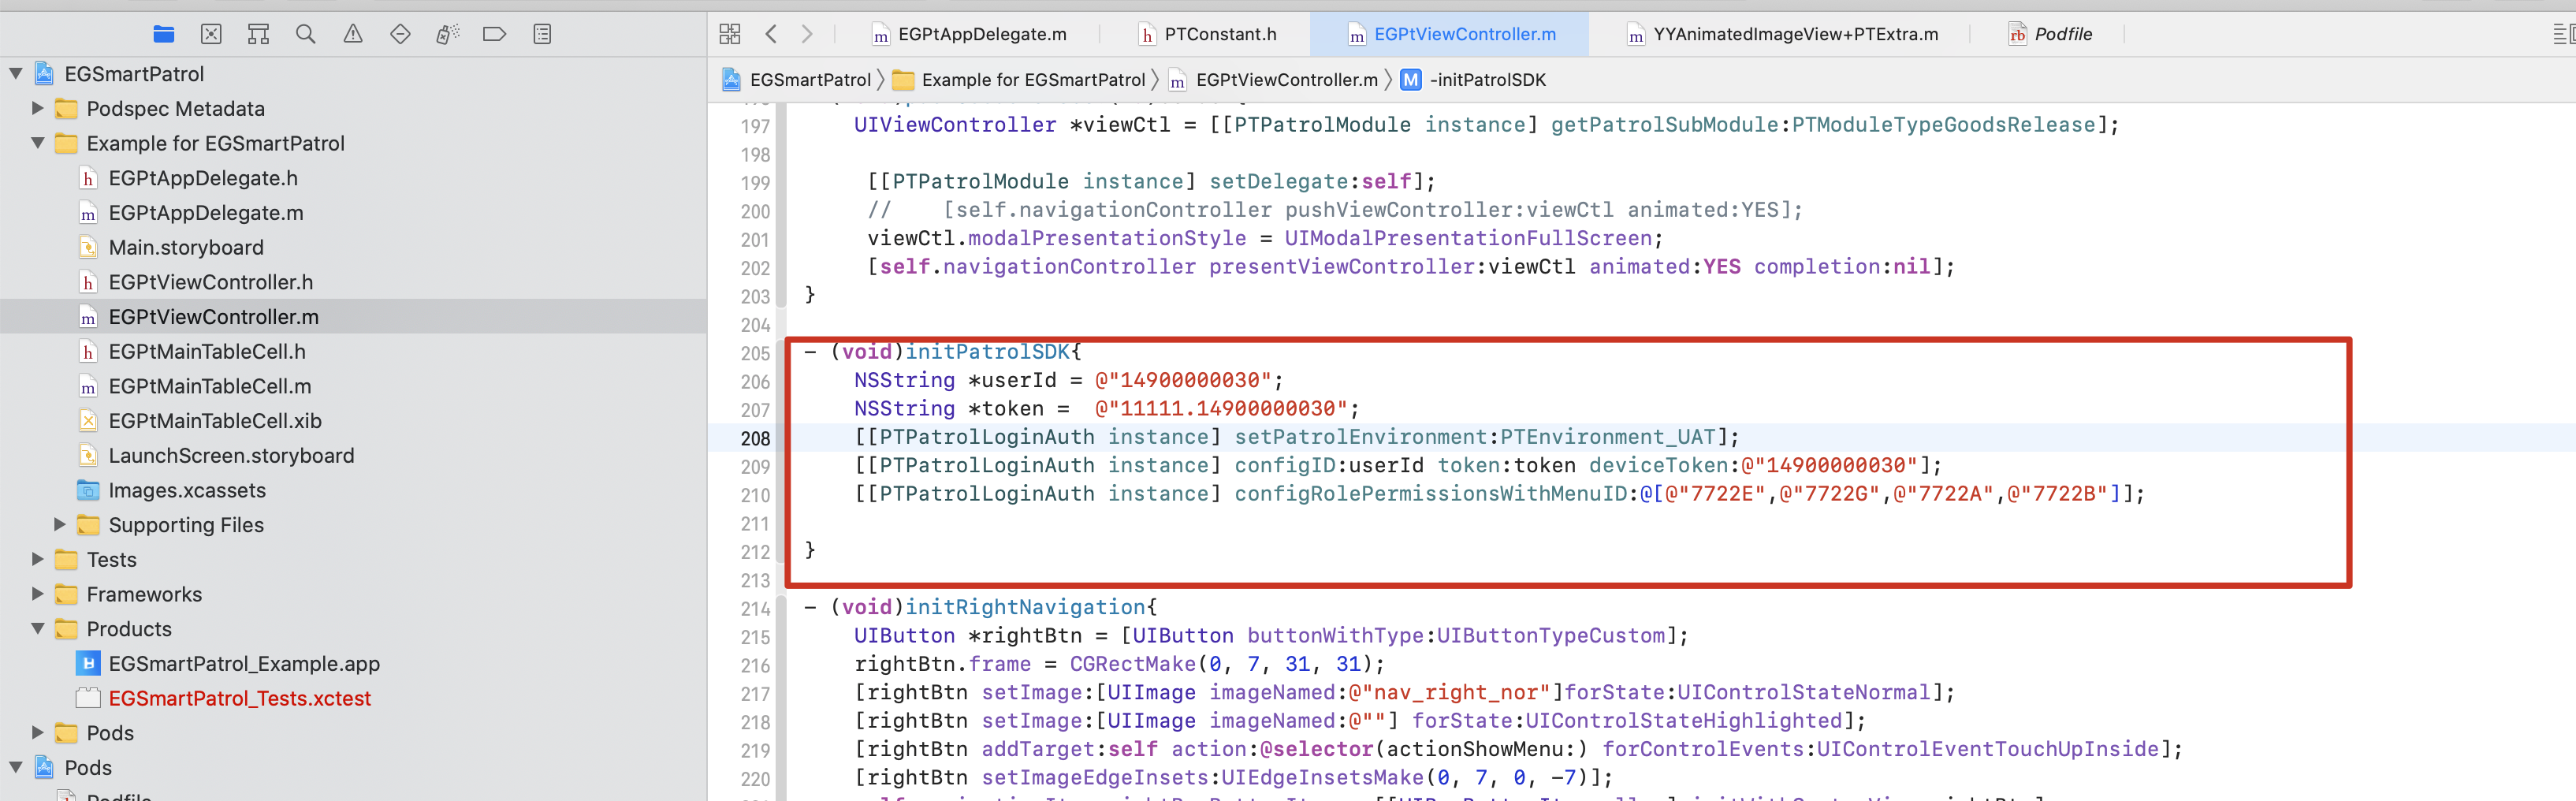 EGPtAppDelegate.m
PTConstant.h
EGPtViewController.m
YYAnimatedImageView+PTExtra.m
Podfile
EGSmartPatrol
Podspec Metadata
Example for EGSmartPatrol
EGPtAppDelegate.h
EGPtAppDelegate.m
Main.storyboard
EGPtViewController.h
EGPtViewController.m
EGPtMainTableCell.h
EGPtMainTableCell.m
EGPtMainTableCell.xib
LaunchScreen.storyboard
Images.xcassets
Supporting Files
Tests
Frameworks
Products
EGSmartPatrol_Example.app
EGSmartPatrol_Tests.xctest
Pods
Pods
Podfile
EGSmartPatrol 〉 Example for EGSmartPatrol 〉 EGPtViewController.m 〉 M -initPatrolSDK
197 UIViewController *viewCtl = [[PTPatrolModule instance] getPatrolSubModule:PTModuleTypeGoodsRelease];
198
199 [[PTPatrolModule instance] setDelegate:self];
200 // [self.navigationController pushViewController:viewCtl animated:YES];
201 viewCtl.modalPresentationStyle = UIModalPresentationFullScreen;
202 [self.navigationController presentViewController:viewCtl animated:YES completion:nil];
203 }
204
205 - (void)initPatrolSDK{
206 NSString *userId = @"14900000030";
207 NSString *token =  @"11111.14900000030";
208 [[PTPatrolLoginAuth instance] setPatrolEnvironment:PTEnvironment_UAT];
209 [[PTPatrolLoginAuth instance] configID:userId token:token deviceToken:@"14900000030"];
210 [[PTPatrolLoginAuth instance] configRolePermissionsWithMenuID:@[@"7722E",@"7722G",@"7722A",@"7722B"]];
211
212 }
213
214 - (void)initRightNavigation{
215 UIButton *rightBtn = [UIButton buttonWithType:UIButtonTypeCustom];
216 rightBtn.frame = CGRectMake(0, 7, 31, 31);
217 [rightBtn setImage:[UIImage imageNamed:@"nav_right_nor"]forState:UIControlStateNormal];
218 [rightBtn setImage:[UIImage imageNamed:@""] forState:UIControlStateHighlighted];
219 [rightBtn addTarget:self action:@selector(actionShowMenu:) forControlEvents:UIControlEventTouchUpInside];
220 [rightBtn setImageEdgeInsets:UIEdgeInsetsMake(0, 7, 0, -7)];